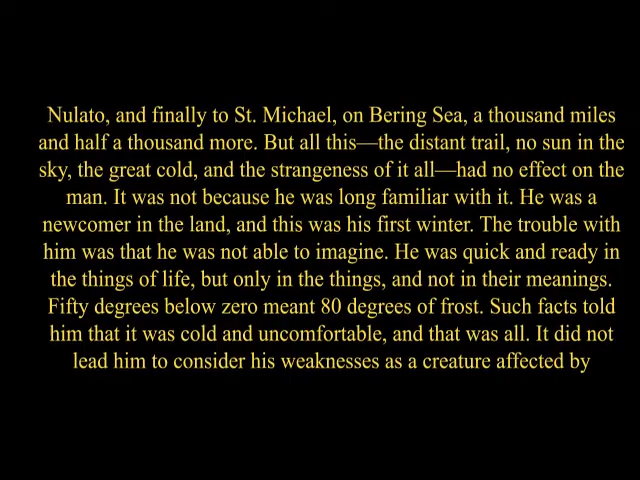 Nulato, and finally to St. Michael, on Bering Sea, a thousand miles
and half a thousand more. But all this—the distant trail, no sun in the
sky, the great cold, and the strangeness of it all—had no effect on the
man. It was not because he was long familiar with it. He was a
newcomer in the land, and this was his first winter. The trouble with
him was that he was not able to imagine. He was quick and ready in
the things of life, but only in the things, and not in their meanings.
Fifty degrees below zero meant 80 degrees of frost. Such facts told
him that it was cold and uncomfortable, and that was all. It did not
lead him to consider his weaknesses as a creature affected by